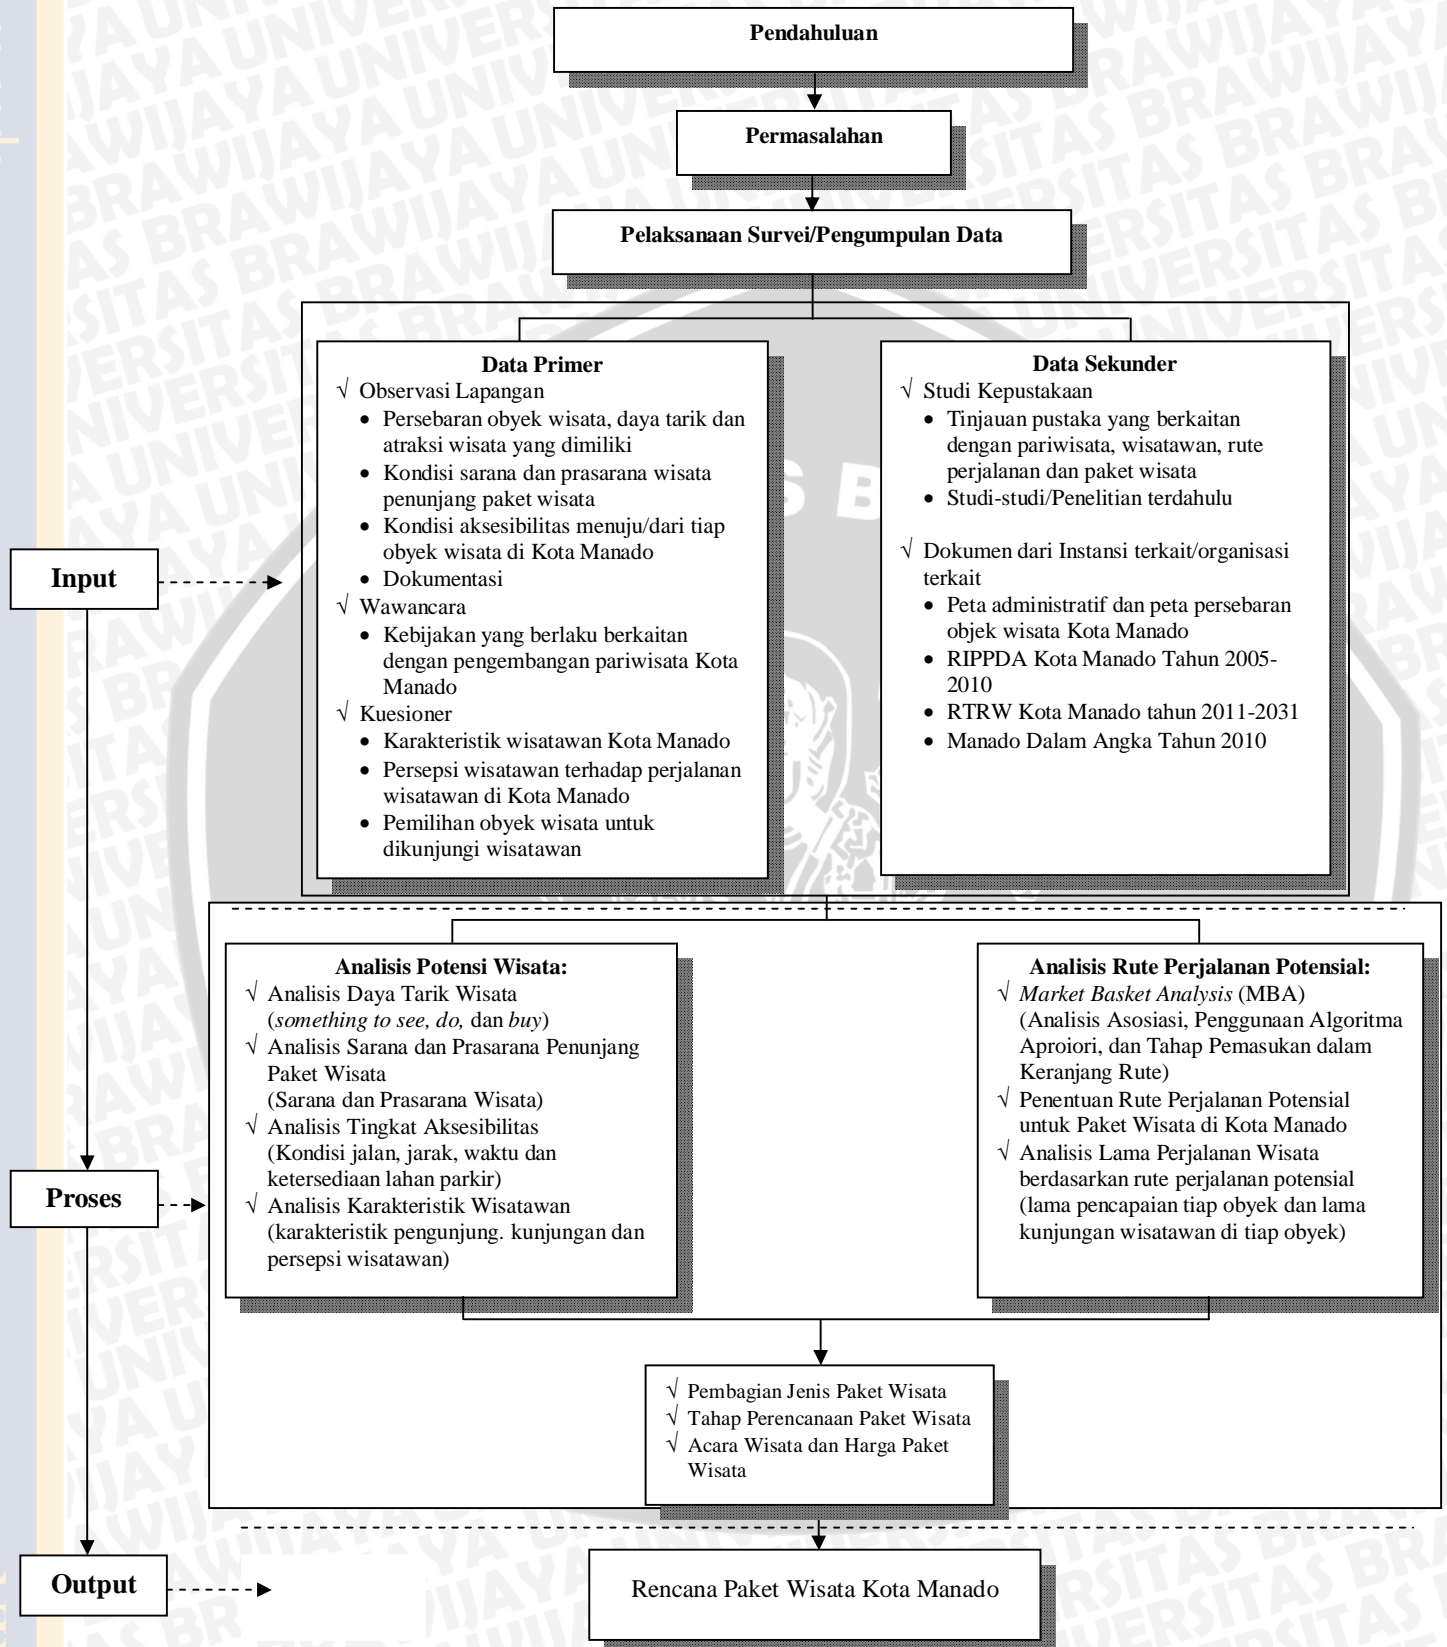 Pendahuluan
Permasalahan
Pelaksanaan Survei/Pengumpulan Data
Input
Data Primer
√ Observasi Lapangan
• Persebaran obyek wisata, daya tarik dan
atraksi wisata yang dimiliki
• Kondisi sarana dan prasarana wisata
penunjang paket wisata
• Kondisi aksesibilitas menuju/dari tiap
obyek wisata di Kota Manado
• Dokumentasi
√ Wawancara
• Kebijakan yang berlaku berkaitan
dengan pengembangan pariwisata Kota
Manado
√ Kuesioner
• Karakteristik wisatawan Kota Manado
• Persepsi wisatawan terhadap perjalanan
wisatawan di Kota Manado
• Pemilihan obyek wisata untuk
dikunjungi wisatawan
Data Sekunder
√ Studi Kepustakaan
• Tinjauan pustaka yang berkaitan
dengan pariwisata, wisatawan, rute
perjalanan dan paket wisata
• Studi-studi/Penelitian terdahulu
√ Dokumen dari Instansi terkait/organisasi
terkait
• Peta administratif dan peta persebaran
objek wisata Kota Manado
• RIPPDA Kota Manado Tahun 2005-
2010
• RTRW Kota Manado tahun 2011-2031
• Manado Dalam Angka Tahun 2010
Proses
Analisis Potensi Wisata:
√ Analisis Daya Tarik Wisata
(something to see, do, dan buy)
√ Analisis Sarana dan Prasarana Penunjang
Paket Wisata
(Sarana dan Prasarana Wisata)
√ Analisis Tingkat Aksesibilitas
(Kondisi jalan, jarak, waktu dan
ketersediaan lahan parkir)
√ Analisis Karakteristik Wisatawan
(karakteristik pengunjung. kunjungan dan
persepsi wisatawan)
Analisis Rute Perjalanan Potensial:
√ Market Basket Analysis (MBA)
(Analisis Asosiasi, Penggunaan Algoritma
Aproiori, dan Tahap Pemasukan dalam
Keranjang Rute)
√ Penentuan Rute Perjalanan Potensial
untuk Paket Wisata di Kota Manado
√ Analisis Lama Perjalanan Wisata
berdasarkan rute perjalanan potensial
(lama pencapaian tiap obyek dan lama
kunjungan wisatawan di tiap obyek)
√ Pembagian Jenis Paket Wisata
√ Tahap Perencanaan Paket Wisata
√ Acara Wisata dan Harga Paket
Wisata
Output
Rencana Paket Wisata Kota Manado